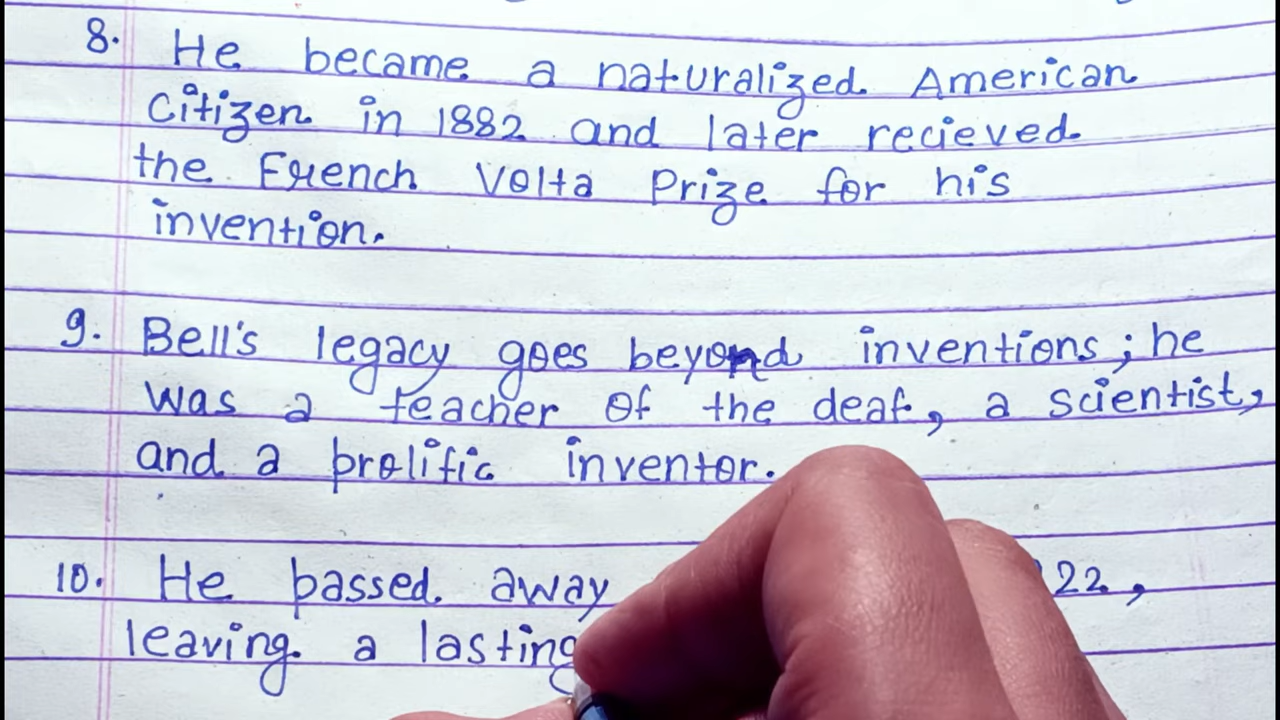 8. He became a naturalized American
Citizen in 1882 and later recieved
the French Volta Prize for his
invention.
9. Bell's legacy goes beyond inventions; he
was a teacher of the deaf, a scientist,
and a prolific inventor.
10. He passed away 22,
leaving a lasting